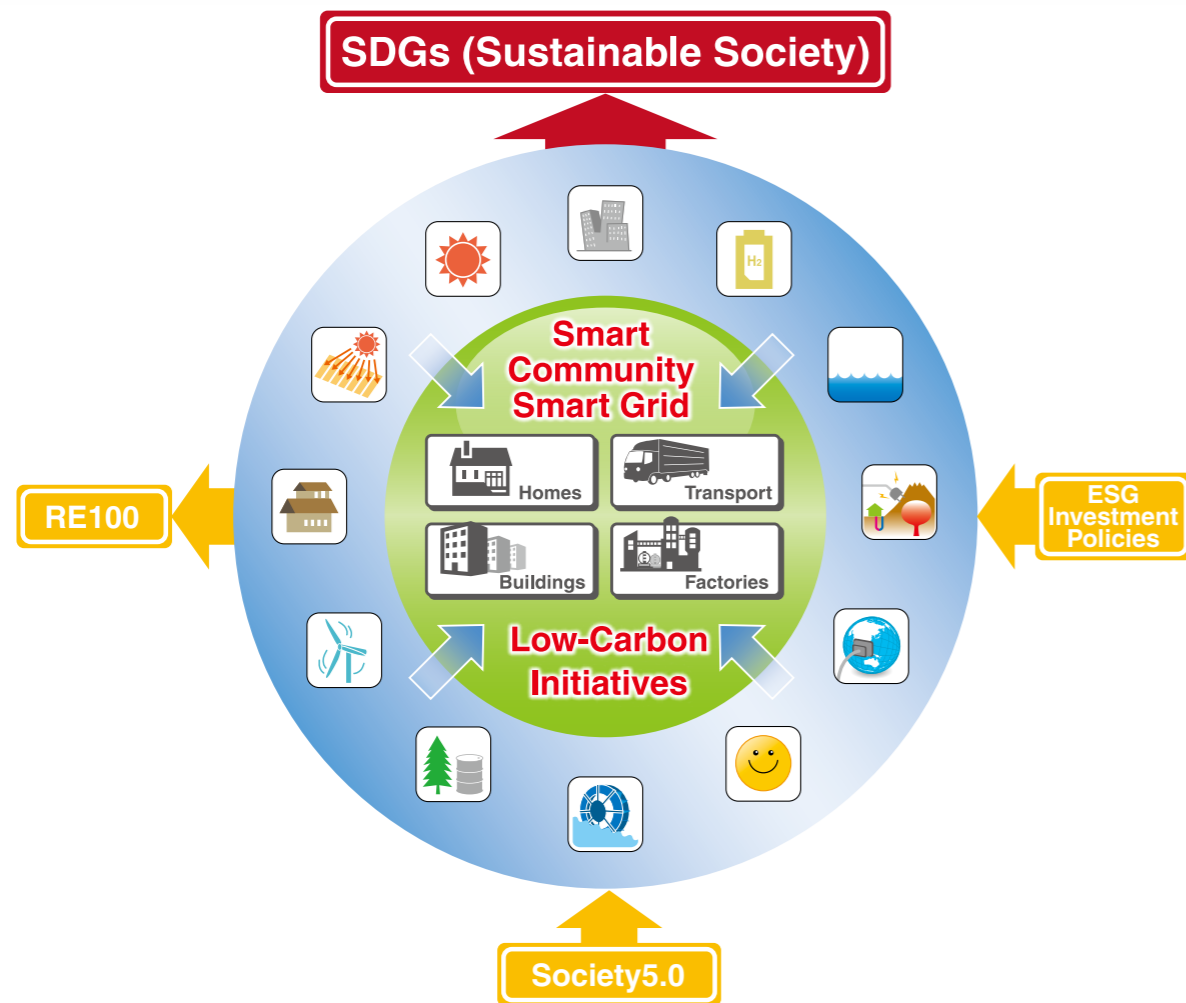 SDGs (Sustainable Society)
H2
Smart
Community
Smart Grid
Homes
Transport
RE100
ESG
Investment
Policies
Buildings
Factories
Low-Carbon
Initiatives
Society5.0